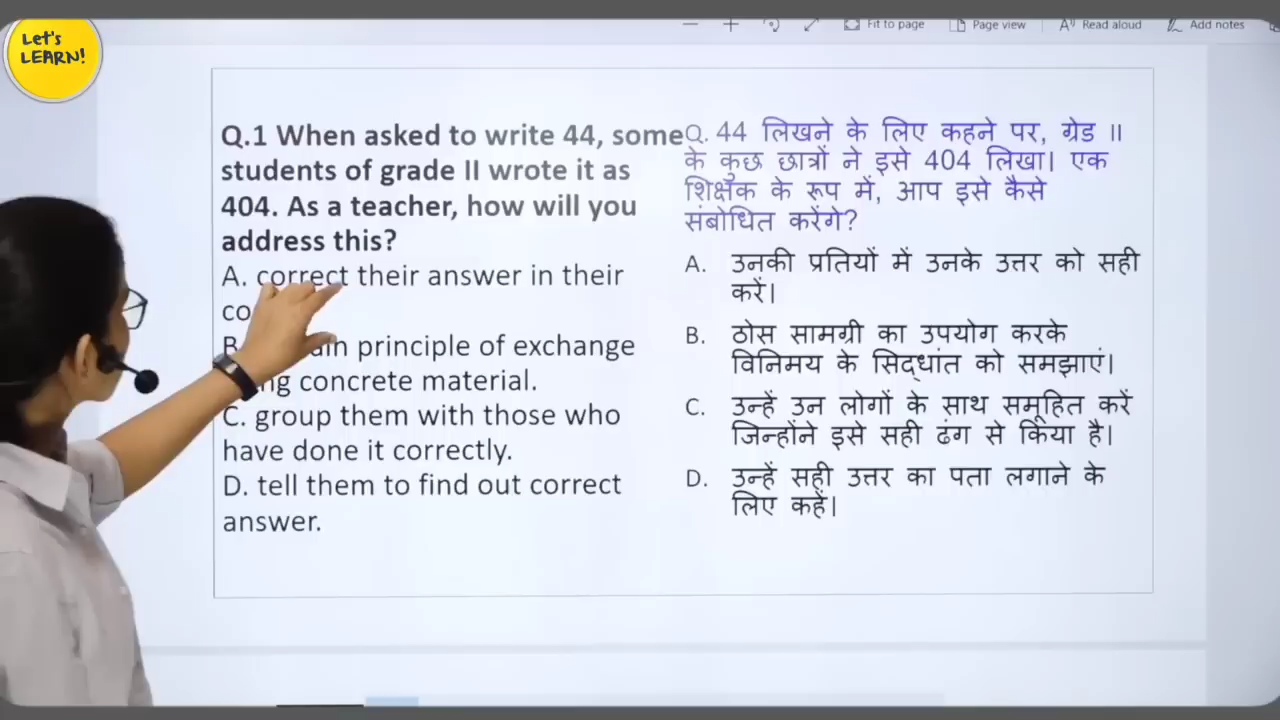 Let's
LEARN!
Fit to page
Page view
Read aloud
Add notes
Q.1 When asked to write 44, some
students of grade II wrote it as
404. As a teacher, how will you
address this?
A. correct their answer in their
co
B. principle of exchange
concrete material.
C. group them with those who
have done it correctly.
D. tell them to find out correct
answer.
Q. 44 लिखने के लिए कहने पर, ग्रेड II
के कुछ छात्रों ने इसे 404 लिखा| एक
शिक्षक के रूप में, आप इसे कैसे
संबोधित करेंगे?
A. उनकी प्रतियों में उनके उत्तर को सही
करें|
B. ठोस सामग्री का उपयोग करके
विनिमय के सिद्धांत को समझाएं|
C. उन्हें उन लोगों के साथ समूहित करें
जिन्होंने इसे सही ढंग से किया है|
D. उन्हें सही उत्तर का पता लगाने के
लिए कहें|